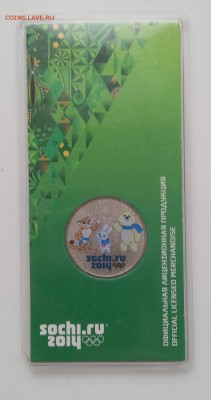 coins.lave.ru
sochi.ru
2014
sochi.ru
2014
ОФИЦИАЛЬНАЯ ЛИЦЕНЗИОННАЯ ПРОДУКЦИЯ
OFFICIAL LICENSED MERCHANDISE